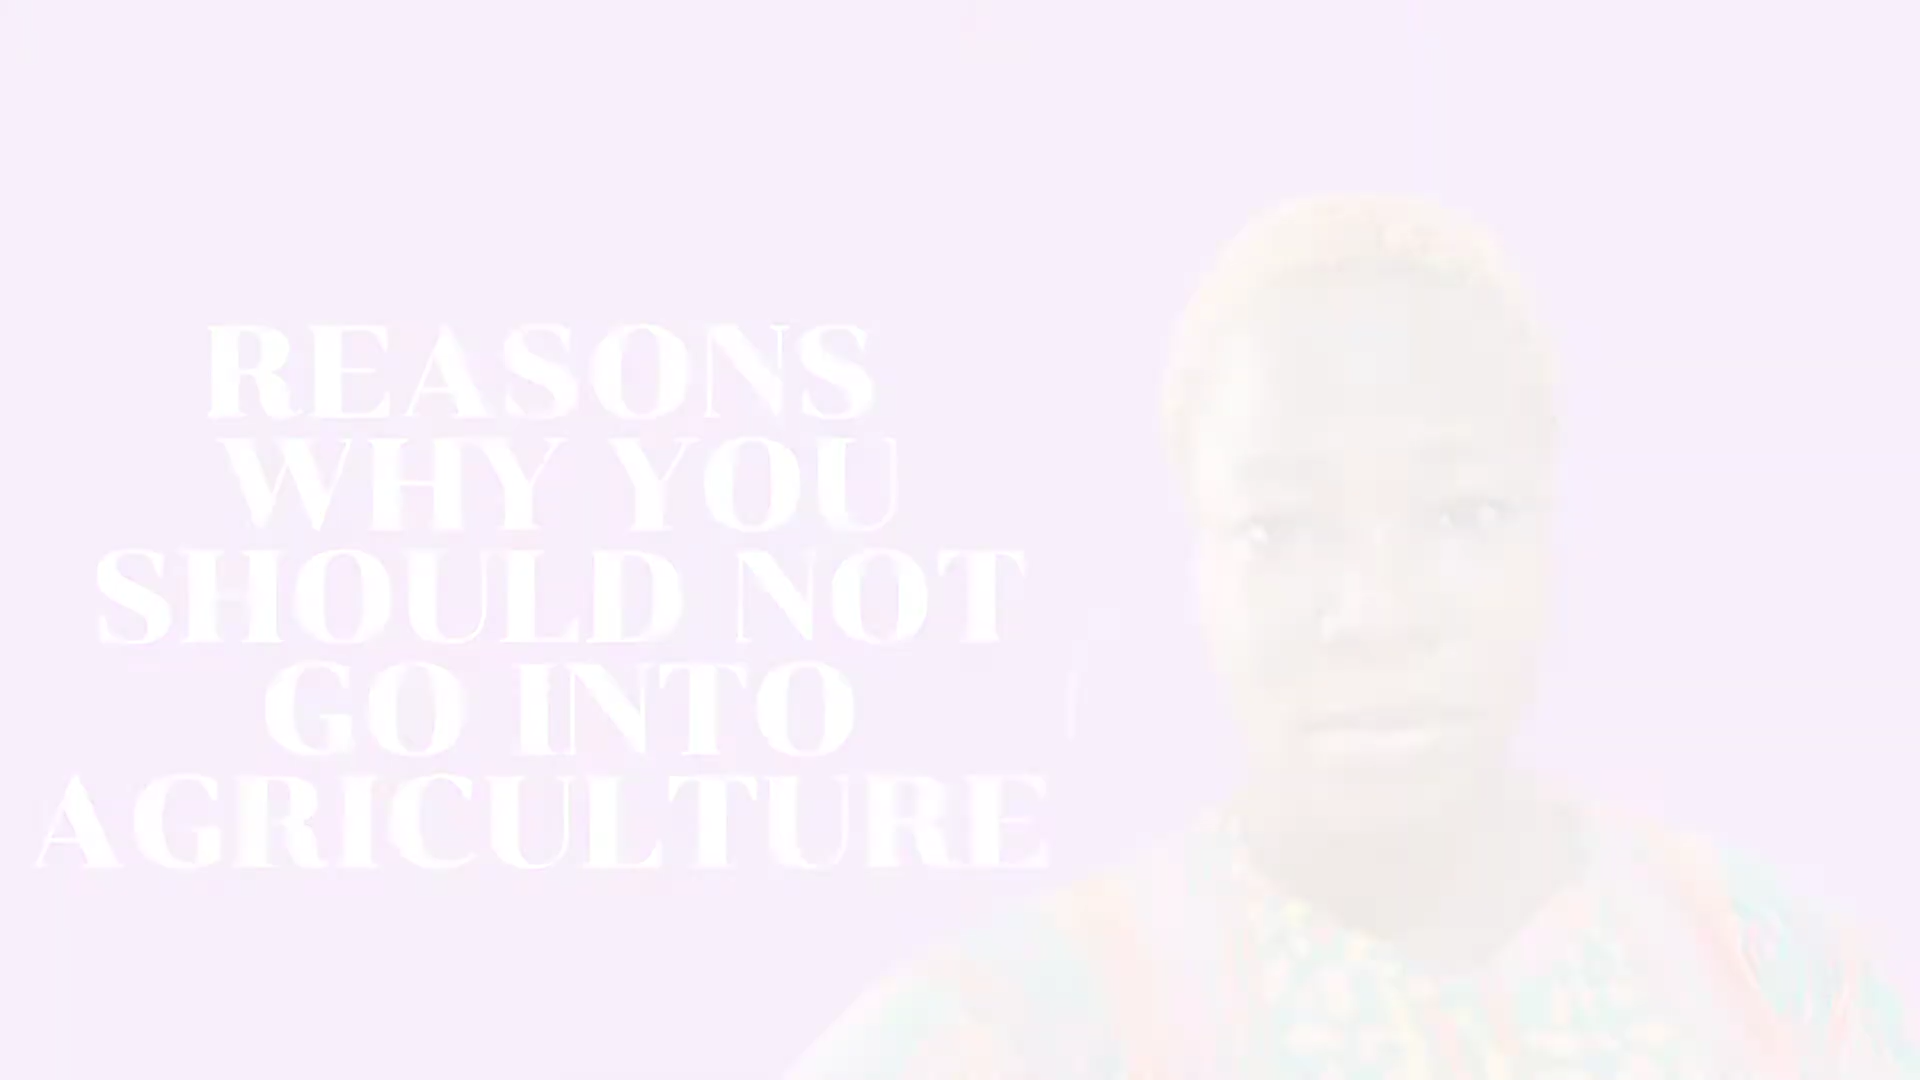 REASONS
WHY YOU
SHOULD NOT
GO INTO
AGRICULTURE